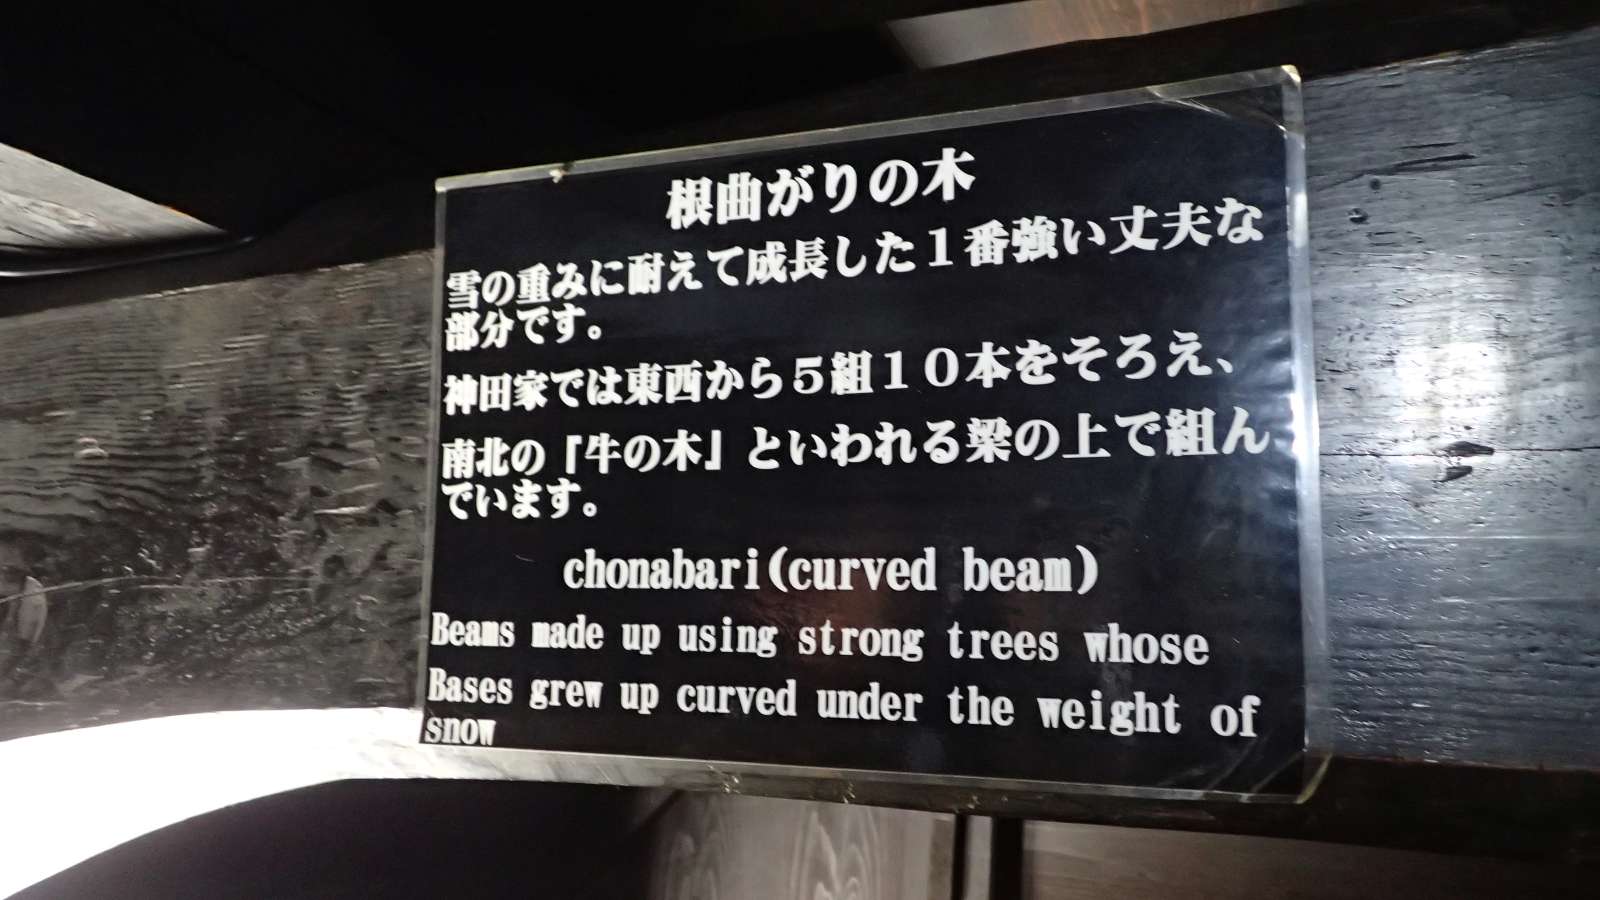 根曲がりの木
雪の重みに耐えて成長した１番強い丈夫な
部分です。
神田家では東西から５組１０本をそろえ、
南北の『牛の木』といわれる梁の上で組ん
でいます。
chonabari(curved beam)
Beams made up using strong trees whose
Bases grew up curved under the weight of
snow